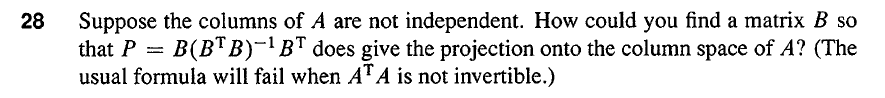 28 Suppose the columns of A are not independent. How could you find a matrix B so
that P = B(BᵀB)⁻¹Bᵀ does give the projection onto the column space of A? (The
usual formula will fail when AᵀA is not invertible.)